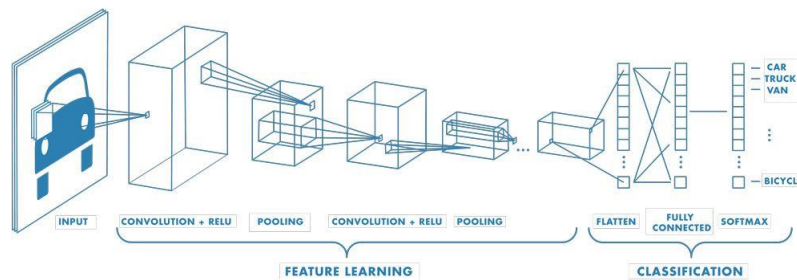 CAR
TRUCK
VAN
BICYCL
INPUT
CONVOLUTION + RELU
POOLING
CONVOLUTION + RELU
POOLING
FLATTEN
FULLY
CONNECTED
SOFTMAX
FEATURE LEARNING
CLASSIFICATION